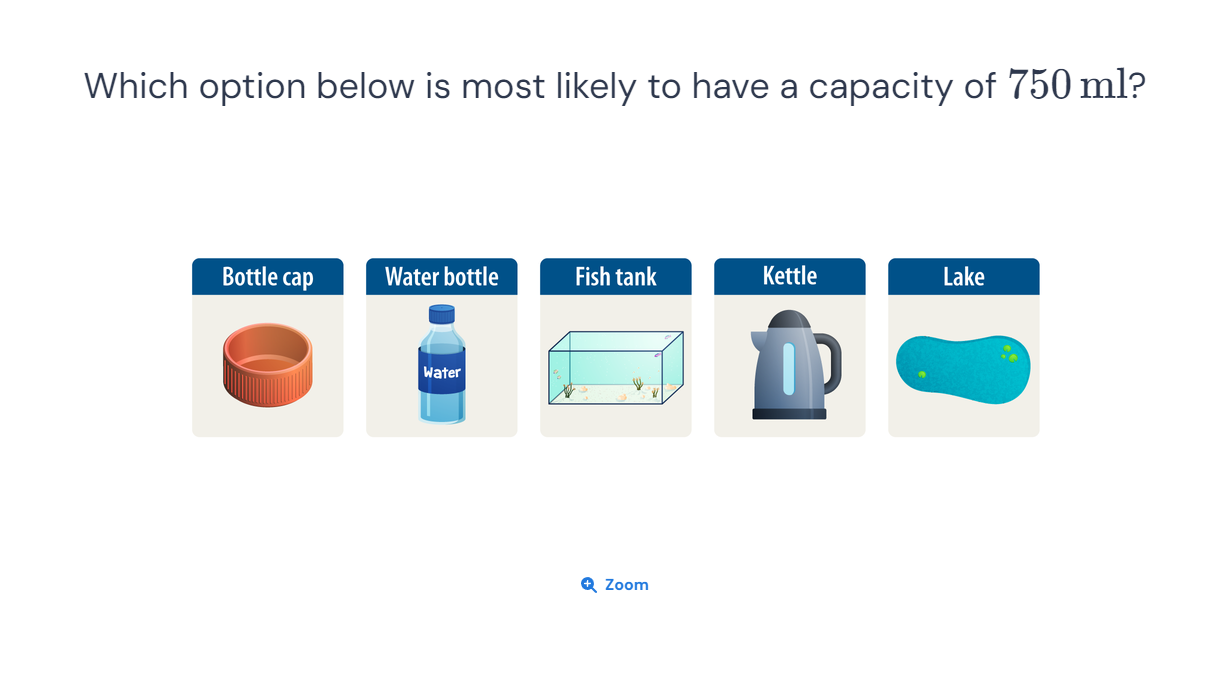 Which option below is most likely to have a capacity of 750 ml?
Bottle cap
Water bottle
Fish tank
Kettle
Lake
Water
Zoom